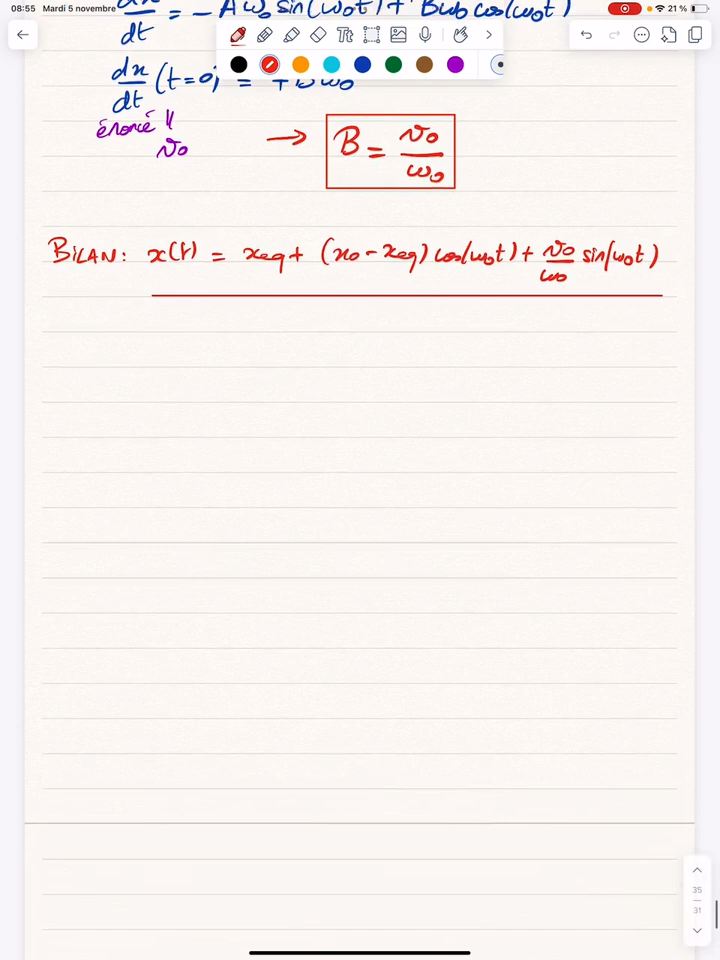 08:55 Mardi 5 novembre 21 %
dx/dt = - Aω₀ sin(ω₀t) + Bω₀ cos(ω₀t)
Tt
dx/dt (t=0) = + Bω₀
énoncé ||
v₀
→ B = v₀/ω₀
BILAN: x(t) = xeq + (x₀ - xeq) cos(ω₀t) + v₀/ω₀ sin(ω₀t)
35
31